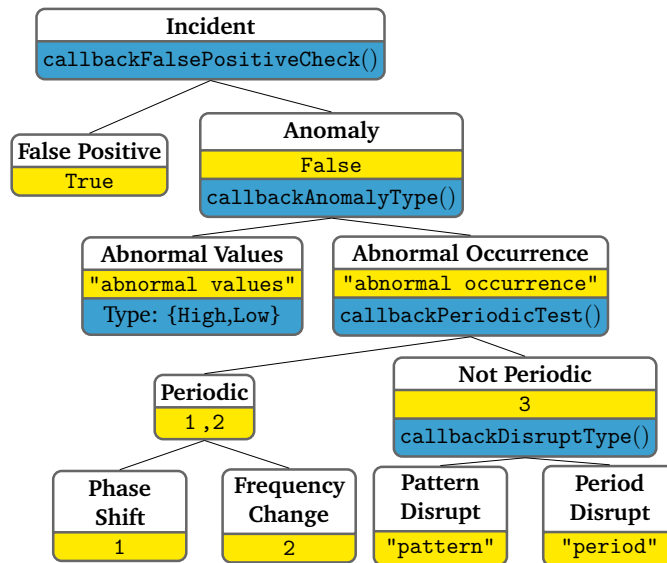 Incident
callbackFalsePositiveCheck()
False Positive
True
Anomaly
False
callbackAnomalyType()
Abnormal Values
"abnormal values"
Type: {High,Low}
Abnormal Occurrence
"abnormal occurrence"
callbackPeriodicTest()
Periodic
1 ,2
Not Periodic
3
callbackDisruptType()
Phase
Shift
1
Frequency
Change
2
Pattern
Disrupt
"pattern"
Period
Disrupt
"period"